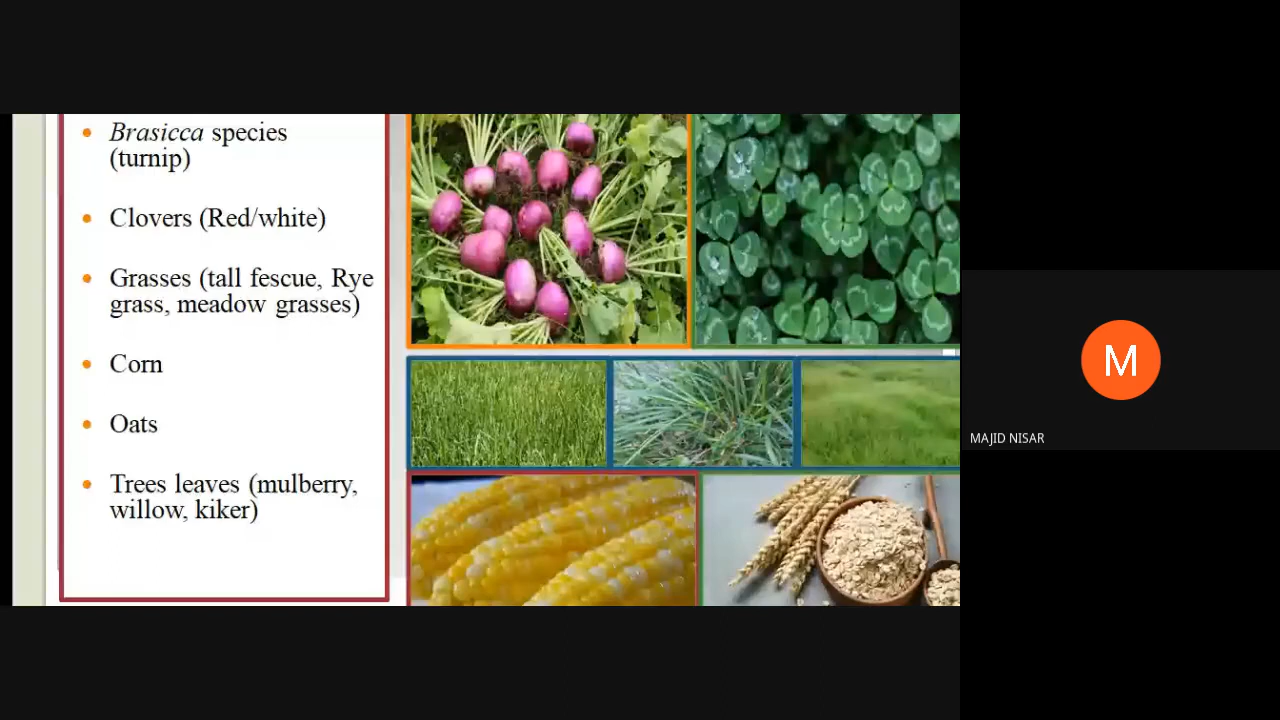 Brasicca species
(turnip)
Clovers (Red/white)
Grasses (tall fescue, Rye
grass, meadow grasses)
Corn
Oats
Trees leaves (mulberry,
willow, kiker)
M
MAJID NISAR